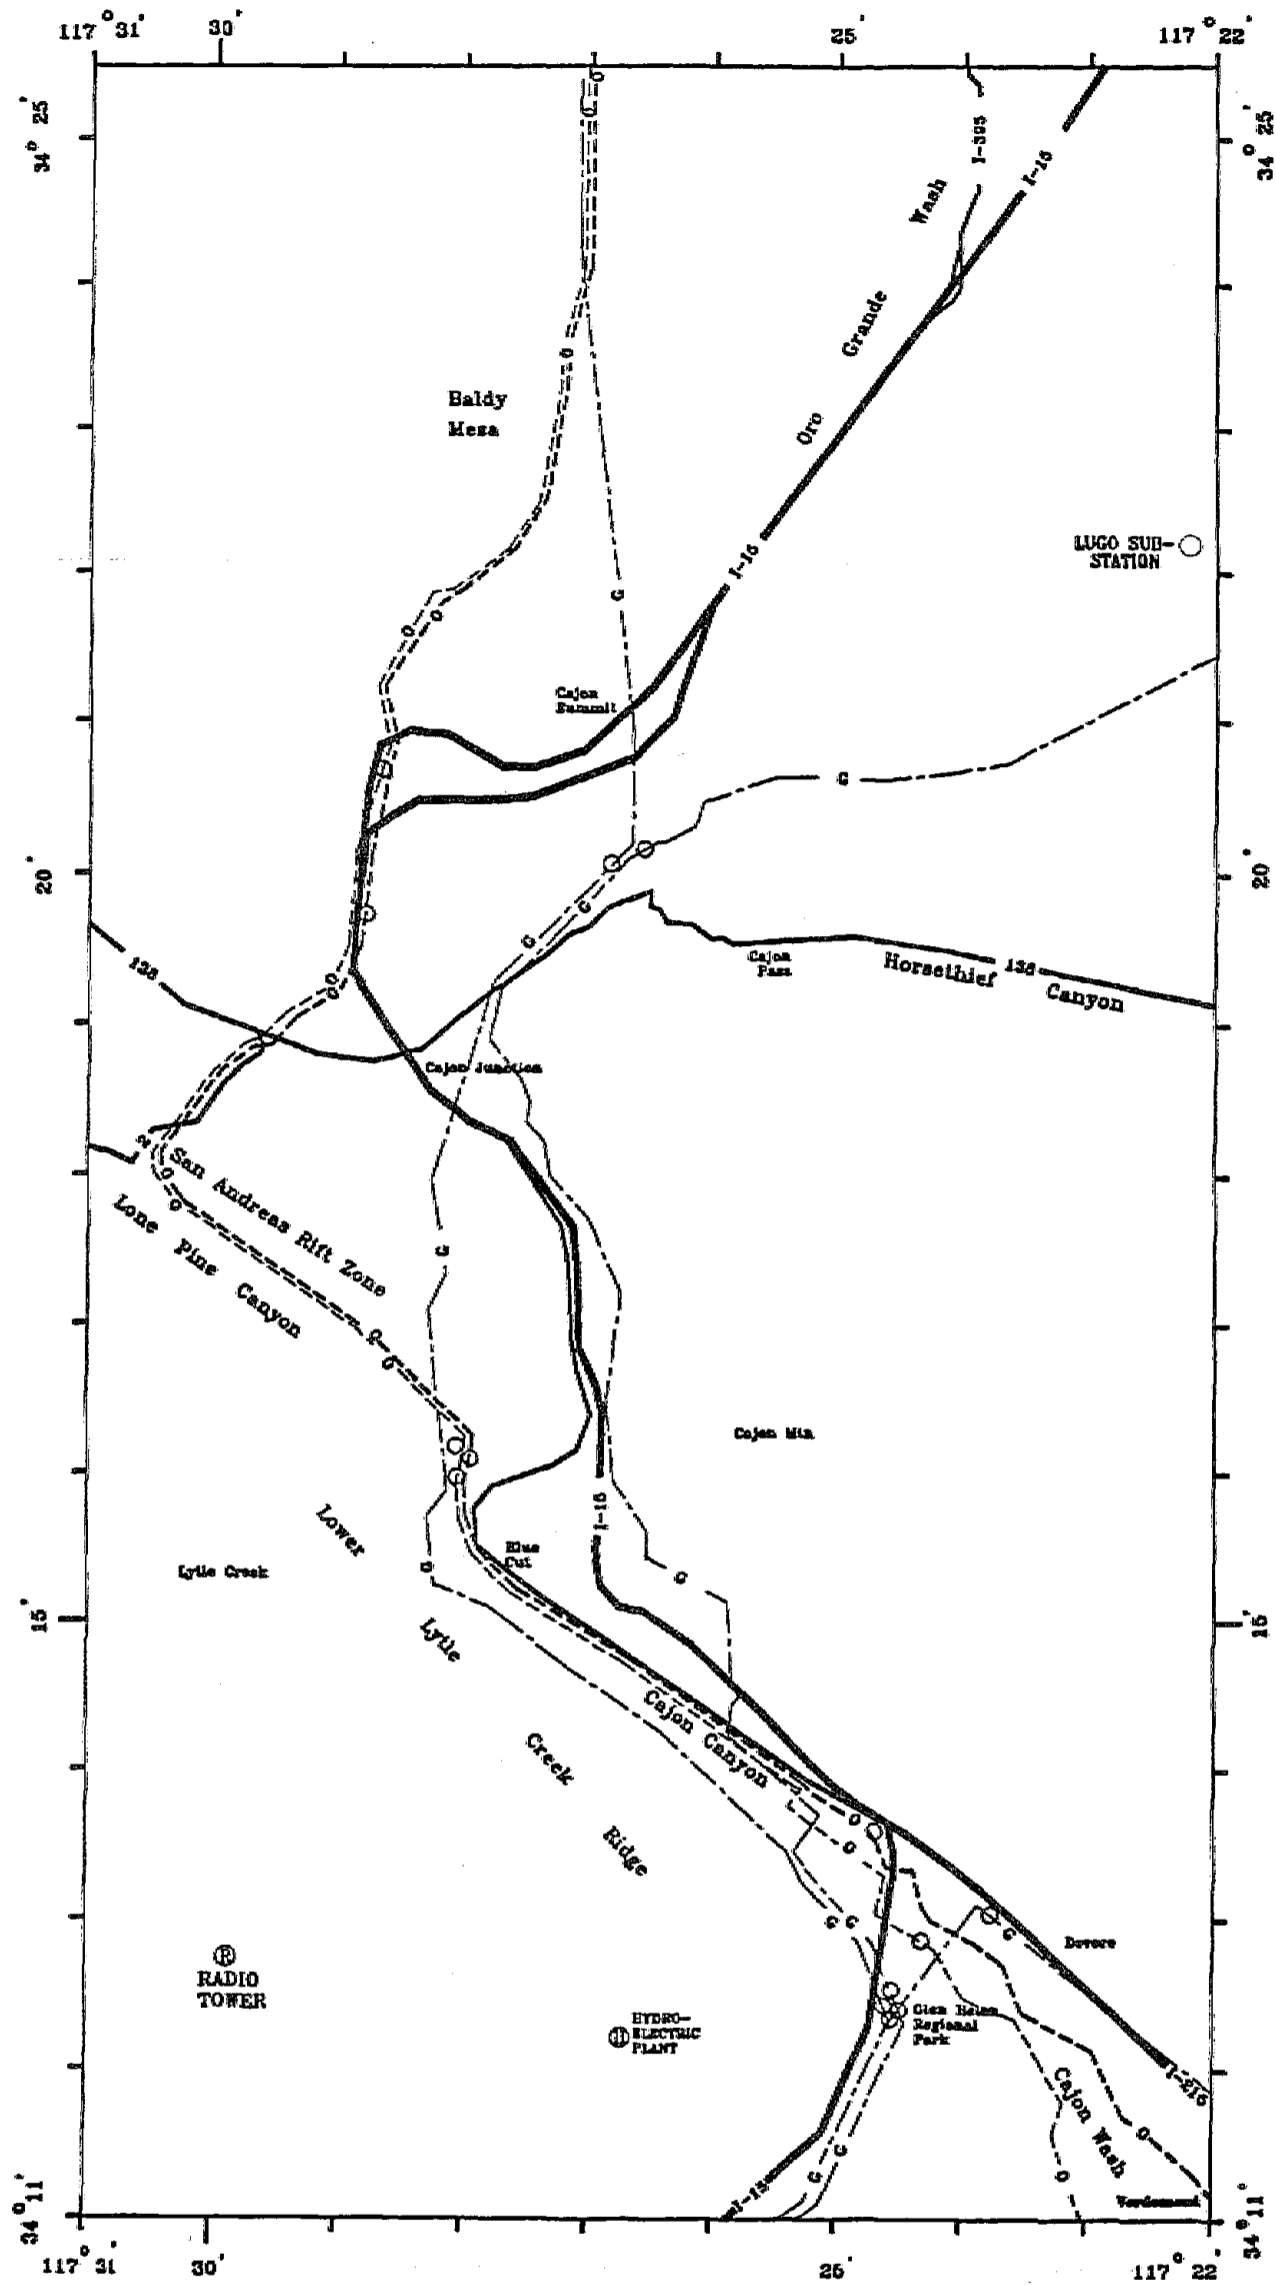 117° 31'
30'
25'
117° 22'
34° 25'
34° 25'
I-395
I-15
Wash
Grande
Oro
Baldy
Mesa
LUGO SUB-
STATION
I-15
G
Cajon
Summit
G
20'
20'
G
G
138
Cajon
Pass
Horsethief
138
Canyon
Cajon Junction
2
San Andreas Rift Zone
Lone Pine Canyon
G
Cajon Mtn
Lower
I-15
Blue
Cut
Lytle Creek
G
G
15'
15'
Lytle
Cajon Canyon
Creek
Ridge
G
G
G
Devore
R
RADIO
TOWER
Glen Helen
Regional
Park
H
HYDRO-
ELECTRIC
PLANT
I-215
Cajon Wash
G
G
O
O
I-15
Verdemont
34° 11'
34° 11'
117° 31'
30'
25'
117° 22'